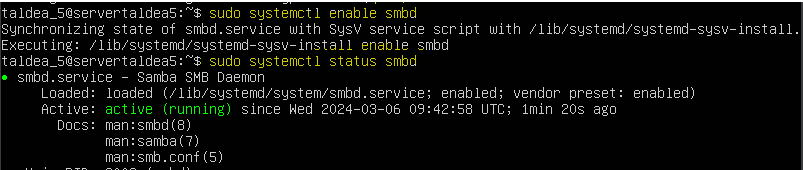 taldea_5@servertaldea5:~$ sudo systemctl enable smbd
Synchronizing state of smbd.service with SysV service script with /lib/systemd/systemd-sysv-install.
Executing: /lib/systemd/systemd-sysv-install enable smbd
taldea_5@servertaldea5:~$ sudo systemctl status smbd
● smbd.service - Samba SMB Daemon
Loaded: loaded (/lib/systemd/system/smbd.service; enabled; vendor preset: enabled)
Active: active (running) since Wed 2024-03-06 09:42:58 UTC; 1min 20s ago
Docs: man:smbd(8)
man:samba(7)
man:smb.conf(5)